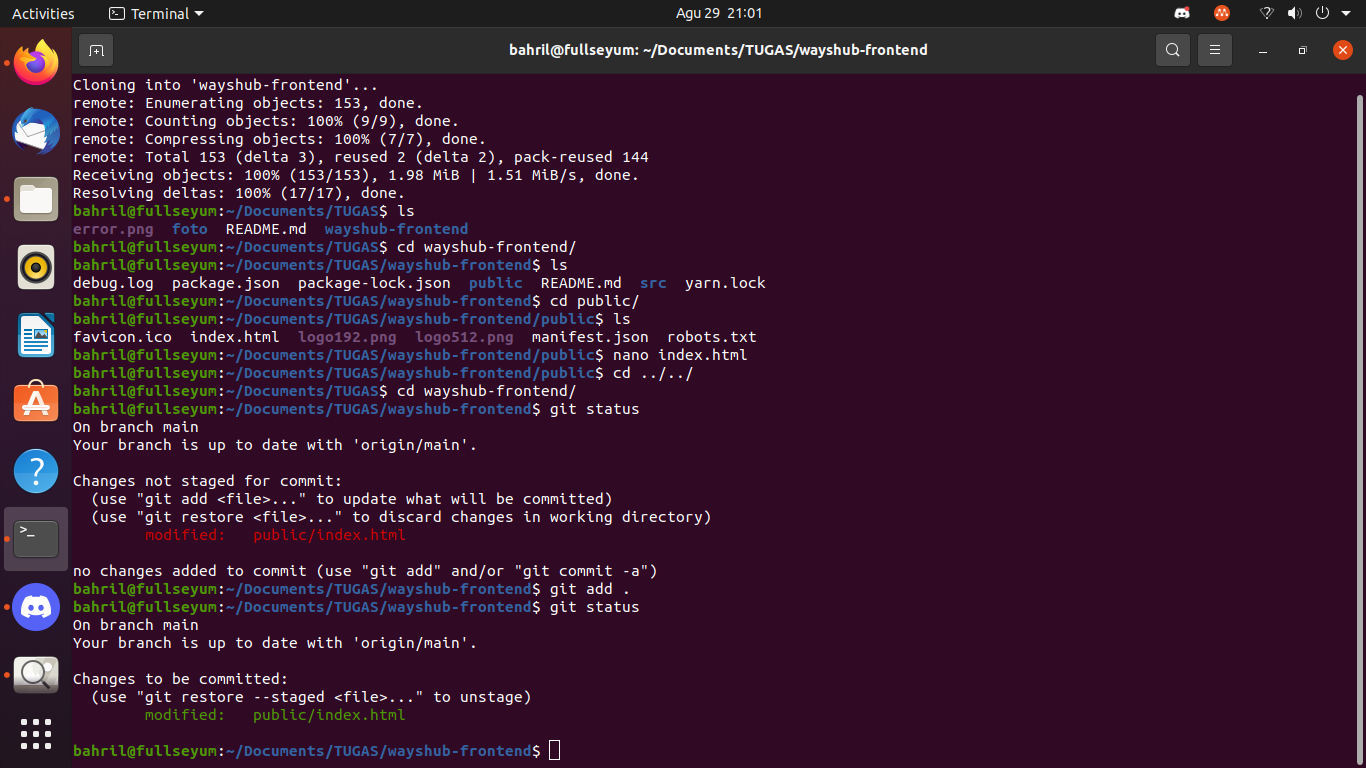 Activities Terminal Agu 29 21:01
bahril@fullseyum: ~/Documents/TUGAS/wayshub-frontend
Cloning into 'wayshub-frontend'...
remote: Enumerating objects: 153, done.
remote: Counting objects: 100% (9/9), done.
remote: Compressing objects: 100% (7/7), done.
remote: Total 153 (delta 3), reused 2 (delta 2), pack-reused 144
Receiving objects: 100% (153/153), 1.98 MiB | 1.51 MiB/s, done.
Resolving deltas: 100% (17/17), done.
bahril@fullseyum:~/Documents/TUGAS$ ls
error.png  foto  README.md  wayshub-frontend
bahril@fullseyum:~/Documents/TUGAS$ cd wayshub-frontend/
bahril@fullseyum:~/Documents/TUGAS/wayshub-frontend$ ls
debug.log  package.json  package-lock.json  public  README.md  src  yarn.lock
bahril@fullseyum:~/Documents/TUGAS/wayshub-frontend$ cd public/
bahril@fullseyum:~/Documents/TUGAS/wayshub-frontend/public$ ls
favicon.ico  index.html  logo192.png  logo512.png  manifest.json  robots.txt
bahril@fullseyum:~/Documents/TUGAS/wayshub-frontend/public$ nano index.html
bahril@fullseyum:~/Documents/TUGAS/wayshub-frontend/public$ cd ../../
bahril@fullseyum:~/Documents/TUGAS$ cd wayshub-frontend/
bahril@fullseyum:~/Documents/TUGAS/wayshub-frontend$ git status
On branch main
Your branch is up to date with 'origin/main'.
Changes not staged for commit:
  (use "git add <file>..." to update what will be committed)
  (use "git restore <file>..." to discard changes in working directory)
        modified:   public/index.html
no changes added to commit (use "git add" and/or "git commit -a")
bahril@fullseyum:~/Documents/TUGAS/wayshub-frontend$ git add .
bahril@fullseyum:~/Documents/TUGAS/wayshub-frontend$ git status
On branch main
Your branch is up to date with 'origin/main'.
Changes to be committed:
  (use "git restore --staged <file>..." to unstage)
        modified:   public/index.html
bahril@fullseyum:~/Documents/TUGAS/wayshub-frontend$